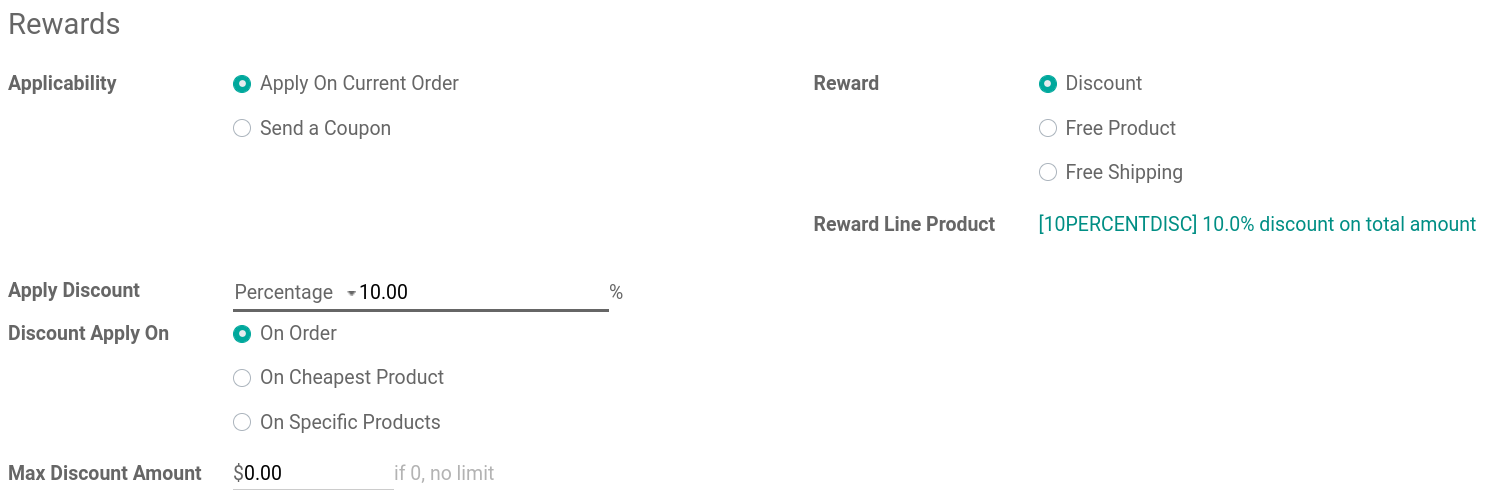 Rewards
Applicability
Apply On Current Order
Send a Coupon
Reward
Discount
Free Product
Free Shipping
Reward Line Product
[10PERCENTDISC] 10.0% discount on total amount
Apply Discount
Percentage 10.00 %
Discount Apply On
On Order
On Cheapest Product
On Specific Products
Max Discount Amount
$0.00 if 0, no limit